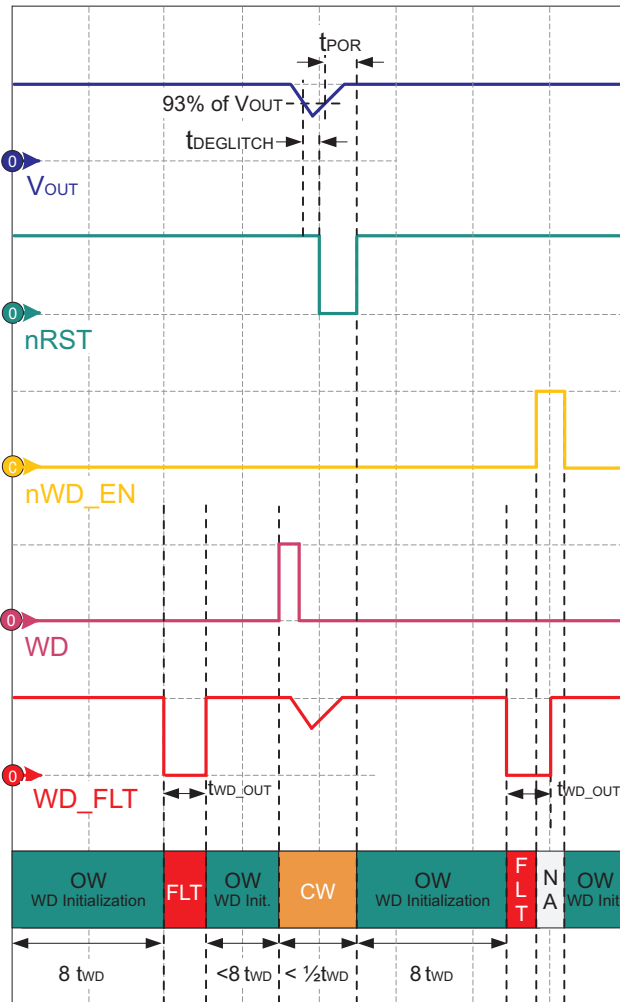 tPOR
93% of VOUT
tDEGLITCH
0
VOUT
0
nRST
C
nWD_EN
0
WD
0
WD_FLT
tWD_OUT
tWD_OUT
OW
WD Initialization
FLT
OW
WD Init.
CW
OW
WD Initialization
FLT
NA
OW
WD Init
8 tWD
<8 tWD
< ½tWD
8 tWD